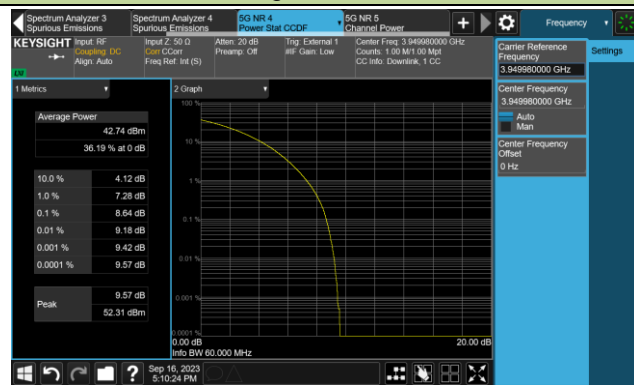 Spectrum Analyzer 3
Spurious Emissions
Spectrum Analyzer 4
Spurious Emissions
5G NR 4
Power Stat CCDF
5G NR 5
Channel Power
Frequency
KEYSIGHT
Input: RF
Coupling: DC
Align: Auto
Input Z: 50 Ω
Corr CCorr
Freq Ref: Int (S)
Atten: 20 dB
Preamp: Off
Trig: External 1
#IF Gain: Low
Center Freq: 3.949980000 GHz
Counts: 1.00 M/1.00 Mpt
CC Info: Downlink, 1 CC
1 Metrics
Average Power
42.74 dBm
36.19 % at 0 dB
10.0 % 4.12 dB
1.0 % 7.28 dB
0.1 % 8.64 dB
0.01 % 9.18 dB
0.001 % 9.42 dB
0.0001 % 9.57 dB
Peak
9.57 dB
52.31 dBm
2 Graph
100 %
10 %
1 %
0.1 %
0.01 %
0.001 %
0.0001 %
0.00 dB 20.00 dB
Info BW 60.000 MHz
Carrier Reference
Frequency
3.949980000 GHz
Center Frequency
3.949980000 GHz
Auto
Man
Center Frequency
Offset
0 Hz
Settings
Sep 16, 2023
5:10:24 PM